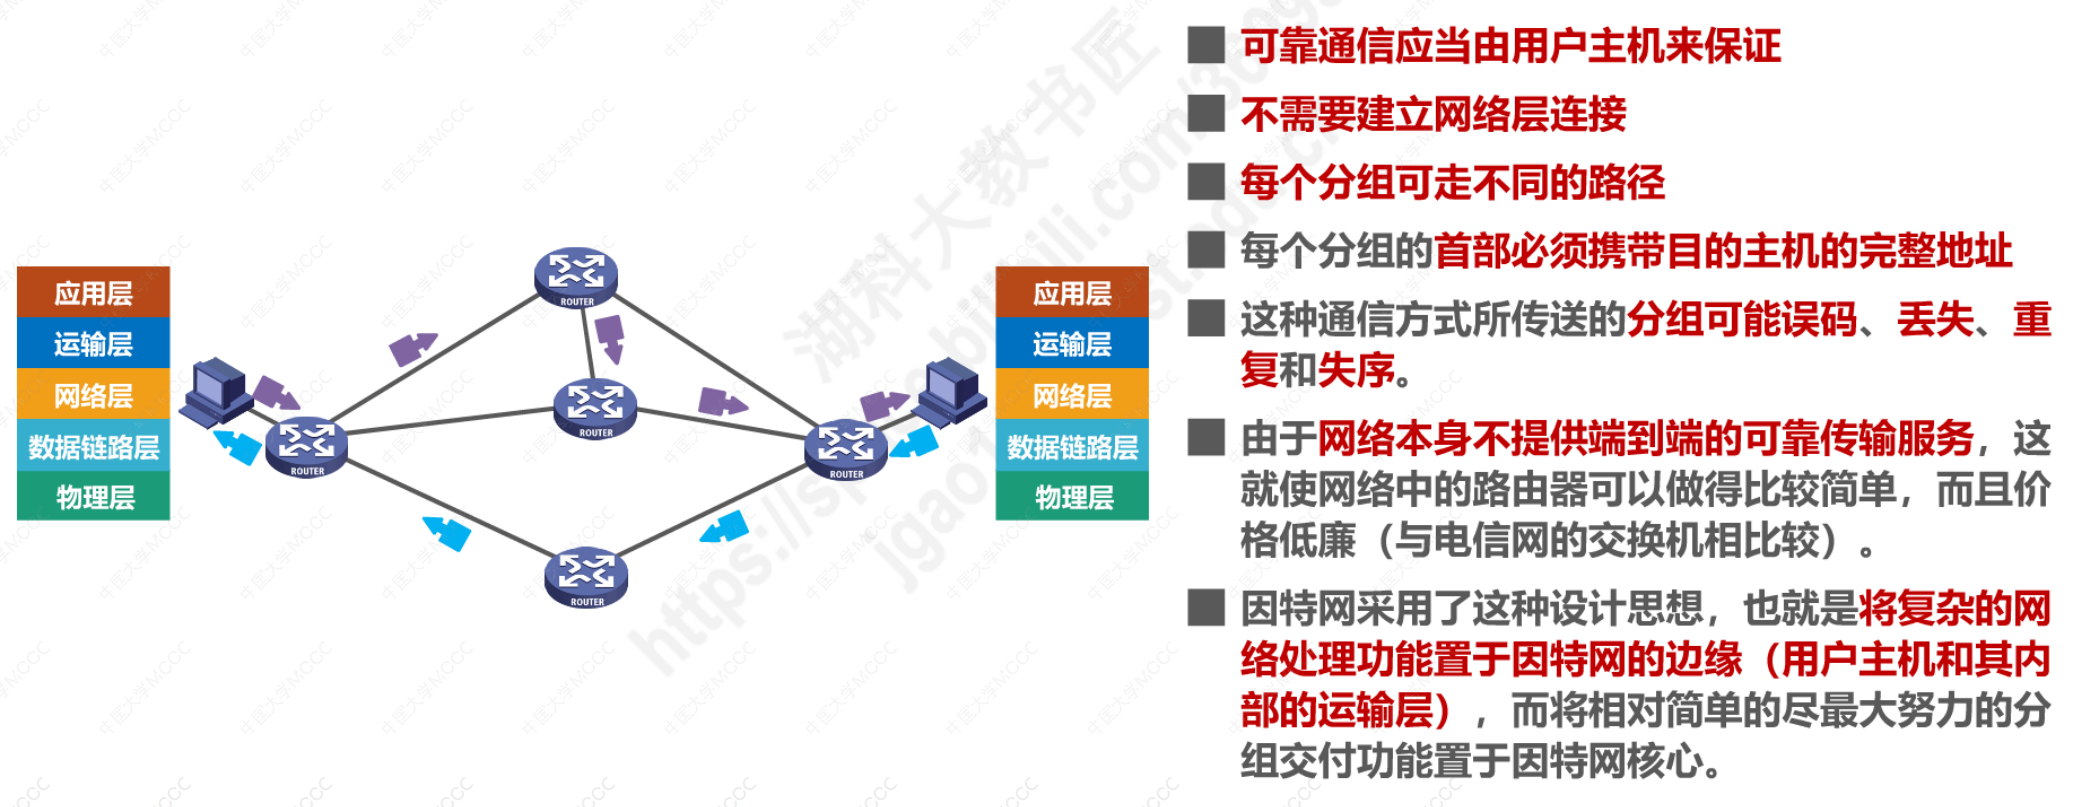 可靠通信应当由用户主机来保证
不需要建立网络层连接
每个分组可走不同的路径
每个分组的首部必须携带目的主机的完整地址
这种通信方式所传送的分组可能误码、丢失、重
复和失序。
由于网络本身不提供端到端的可靠传输服务，这
就使网络中的路由器可以做得比较简单，而且价
格低廉（与电信网的交换机相比较）。
因特网采用了这种设计思想，也就是将复杂的网
络处理功能置于因特网的边缘（用户主机和其内
部的运输层），而将相对简单的尽最大努力的分
组交付功能置于因特网核心。
应用层
运输层
网络层
数据链路层
物理层
ROUTER
ROUTER
ROUTER
ROUTER
ROUTER
应用层
运输层
网络层
数据链路层
物理层
湖科大教书匠